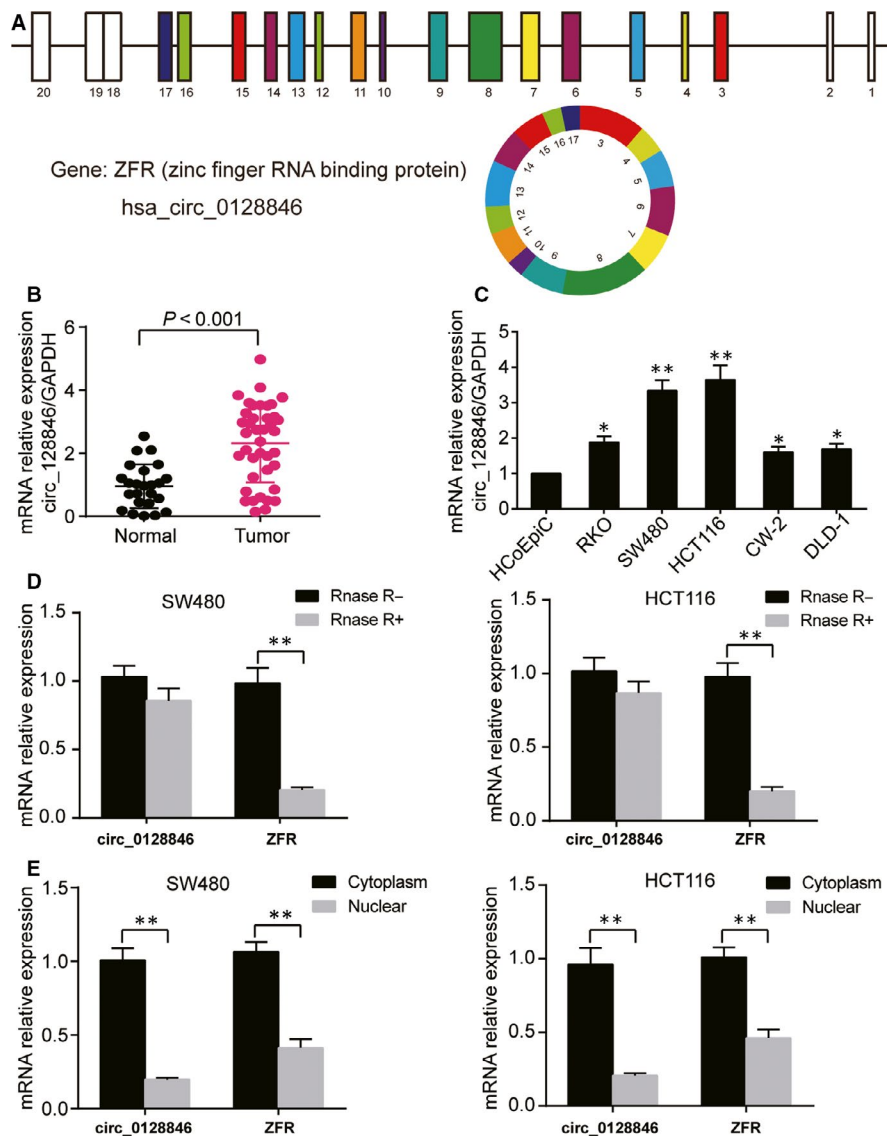 A
20 19 18 17 16 15 14 13 12 11 10 9 8 7 6 5 4 3 2 1
Gene: ZFR (zinc finger RNA binding protein)
hsa_circ_0128846
3 4 5 6 7 8 9 10 11 12 13 14 15 16 17
B
P < 0.001
mRNA relative expression
circ_128846/GAPDH
6
4
2
0
Normal Tumor
C
mRNA relative expression
circ_128846/GAPDH
5
4
3
2
1
0
* ** ** * *
HCoEpiC RKO SW480 HCT116 CW-2 DLD-1
D
SW480
Rnase R–
Rnase R+
mRNA relative expression
1.5
1.0
0.5
0.0
**
circ_0128846 ZFR
HCT116
Rnase R–
Rnase R+
mRNA relative expression
1.5
1.0
0.5
0.0
**
circ_0128846 ZFR
E
SW480
Cytoplasm
Nuclear
mRNA relative expression
1.5
1.0
0.5
0.0
** **
circ_0128846 ZFR
HCT116
Cytoplasm
Nuclear
mRNA relative expression
1.5
1.0
0.5
0.0
** **
circ_0128846 ZFR